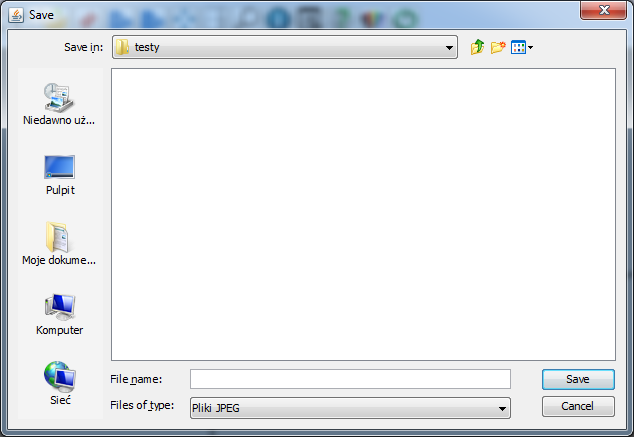 Save
Save in:
testy
Niedawno uż...
Pulpit
Moje dokume...
Komputer
Sieć
File name:
Save
Files of type:
Pliki JPEG
Cancel